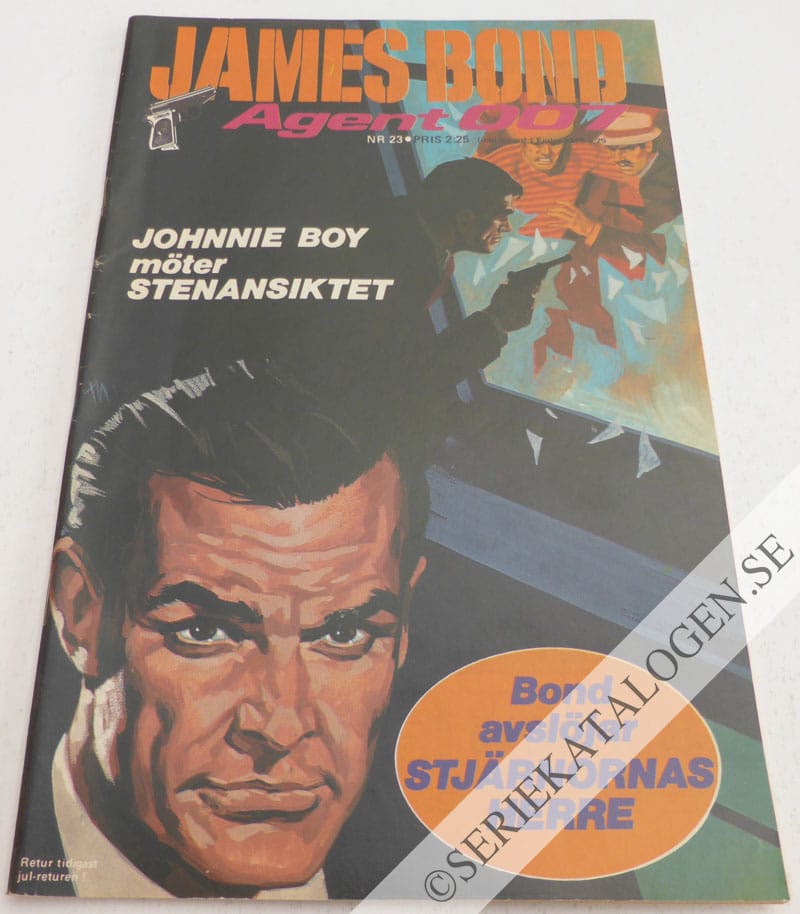 JAMES BOND
Agent 007
NR 23 • PRIS 2:25
JOHNNIE BOY
möter
STENANSIKTET
Bond
avslöjar
STJÄRNORNAS
HERRE
Retur tidigast
jul-returen !
©SERIEKATALOGEN.SE